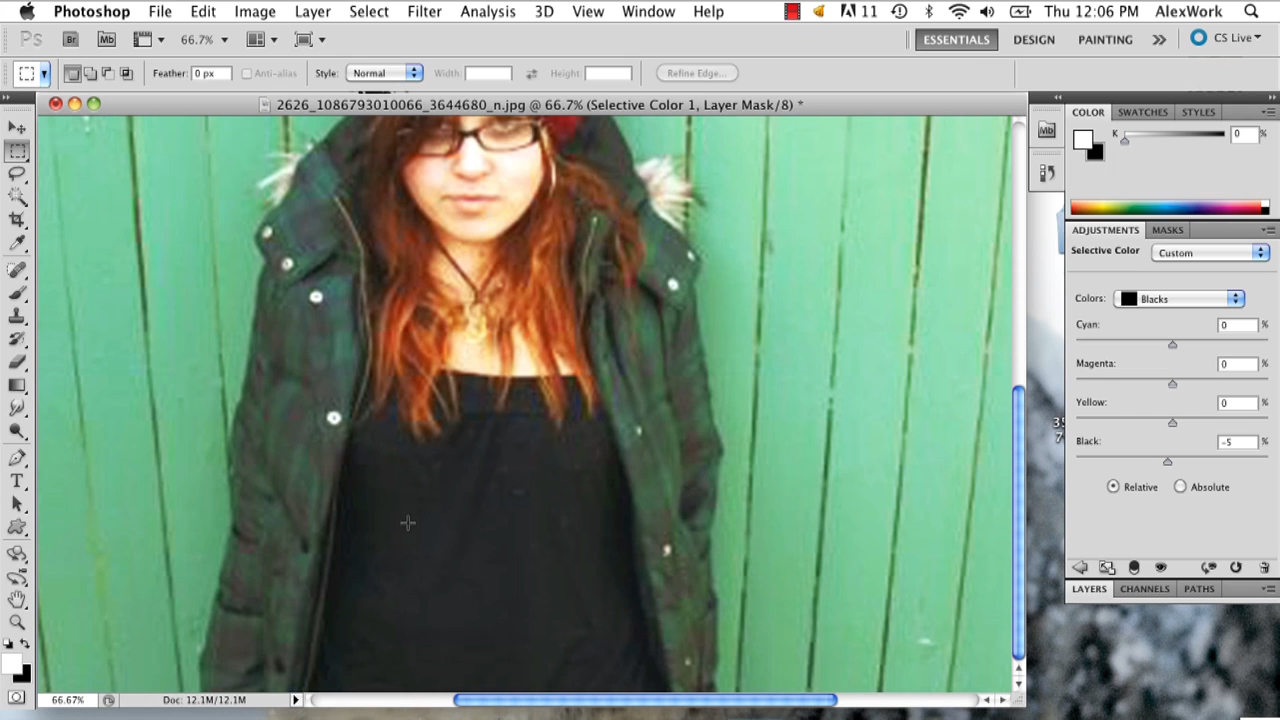 Photoshop File Edit Image Layer Select Filter Analysis 3D View Window Help 11 Thu 12:06 PM AlexWork
Ps Br Mb 66.7% ESSENTIALS DESIGN PAINTING CS Live
Feather: 0 px Anti-alias Style: Normal Width: Height: Refine Edge...
2626_1086793010066_3644680_n.jpg @ 66.7% (Selective Color 1, Layer Mask/8) *
Mb
COLOR SWATCHES STYLES
K 0 %
ADJUSTMENTS MASKS
Selective Color Custom
Colors: Blacks
Cyan: 0 %
Magenta: 0 %
Yellow: 0 %
Black: -5 %
Relative Absolute
LAYERS CHANNELS PATHS
66.67% Doc: 12.1M/12.1M